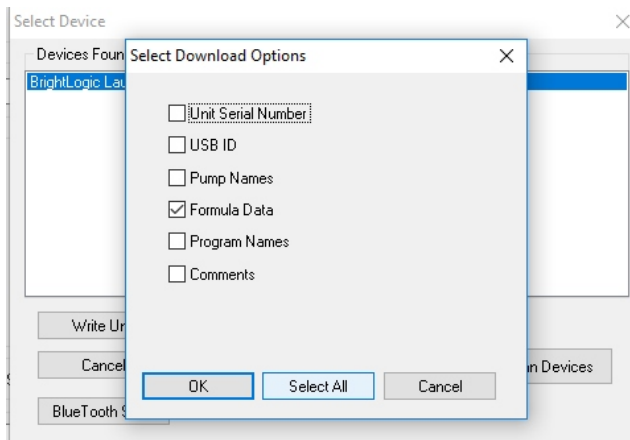 Select Device
Devices Foun
Select Download Options
BrightLogic Lau
Unit Serial Number
USB ID
Pump Names
Formula Data
Program Names
Comments
Write Un
Cancel
n Devices
OK
Select All
Cancel
BlueTooth S